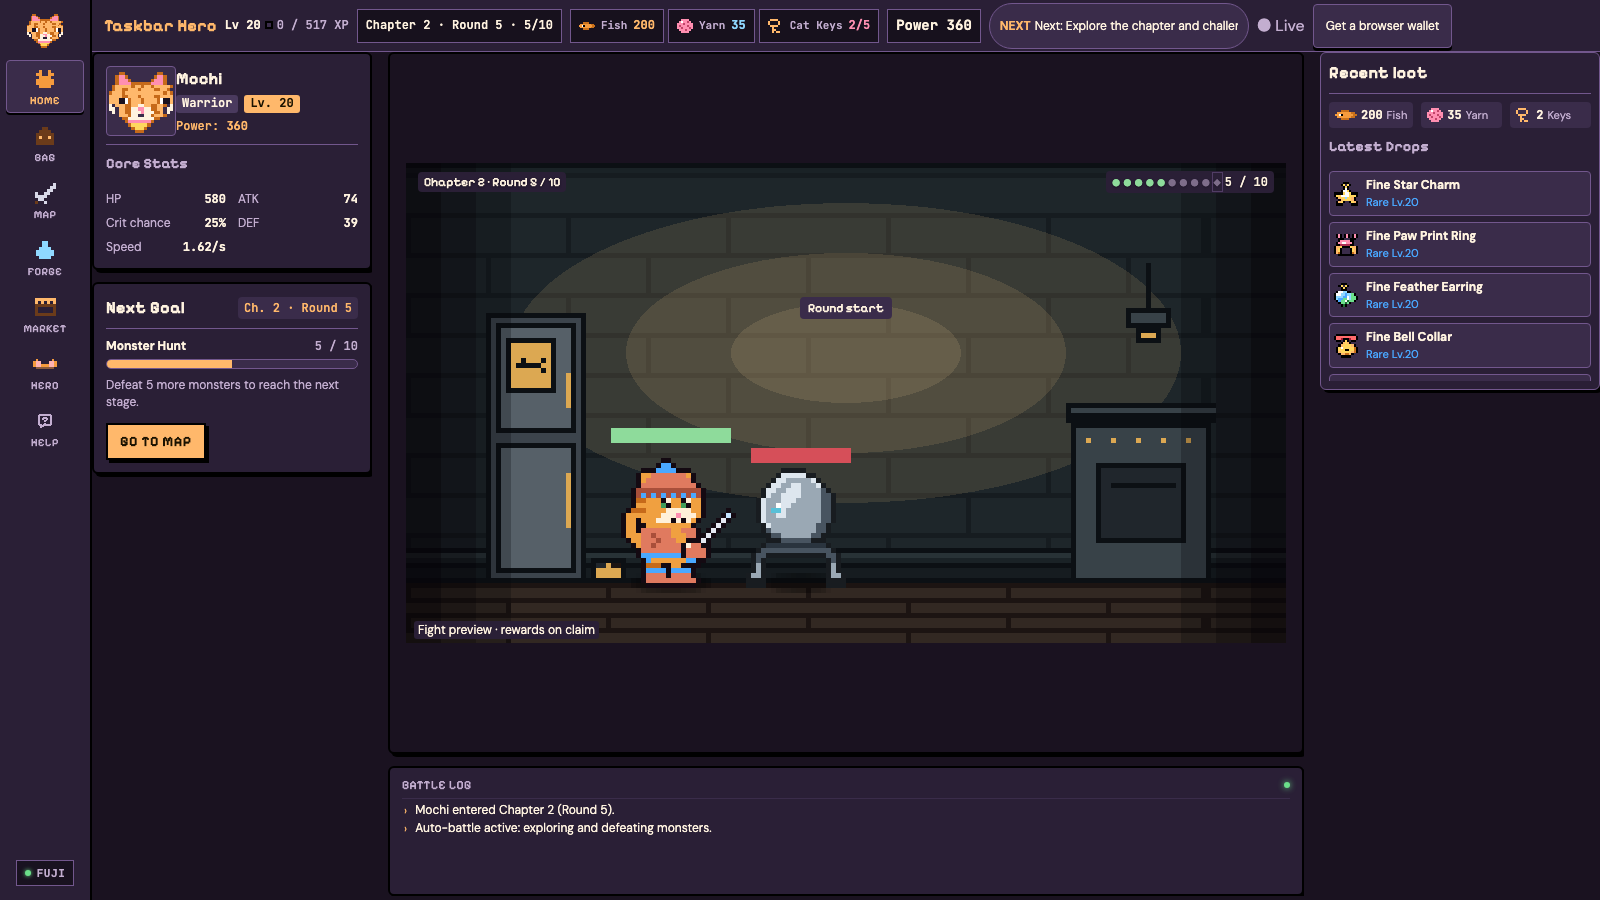 Taskbar Hero Lv 20 0 / 517 XP Chapter 2 · Round 5 · 5/10 Fish 200 Yarn 35 Cat Keys 2/5 Power 360 NEXT Next: Explore the chapter and challer Live Get a browser wallet
HOME
BAG
MAP
FORGE
MARKET
HERO
HELP
FUJI
Mochi
Warrior Lv. 20
Power: 360
Core Stats
HP 580 ATK 74
Crit chance 25% DEF 39
Speed 1.62/s
Next Goal Ch. 2 · Round 5
Monster Hunt 5 / 10
Defeat 5 more monsters to reach the next
stage.
GO TO MAP
Chapter 2 · Round 2 / 10 5 / 10
Round start
Fight preview · rewards on claim
BATTLE LOG
› Mochi entered Chapter 2 (Round 5).
› Auto-battle active: exploring and defeating monsters.
Recent loot
200 Fish 35 Yarn 2 Keys
Latest Drops
Fine Star Charm
Rare Lv.20
Fine Paw Print Ring
Rare Lv.20
Fine Feather Earring
Rare Lv.20
Fine Bell Collar
Rare Lv.20